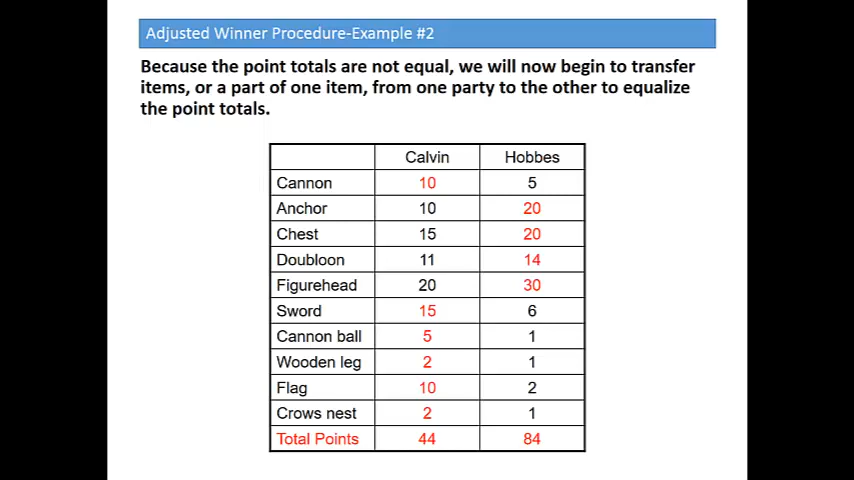 Adjusted Winner Procedure-Example #2
Because the point totals are not equal, we will now begin to transfer
items, or a part of one item, from one party to the other to equalize
the point totals.
Calvin Hobbes
Cannon 10 5
Anchor 10 20
Chest 15 20
Doubloon 11 14
Figurehead 20 30
Sword 15 6
Cannon ball 5 1
Wooden leg 2 1
Flag 10 2
Crows nest 2 1
Total Points 44 84